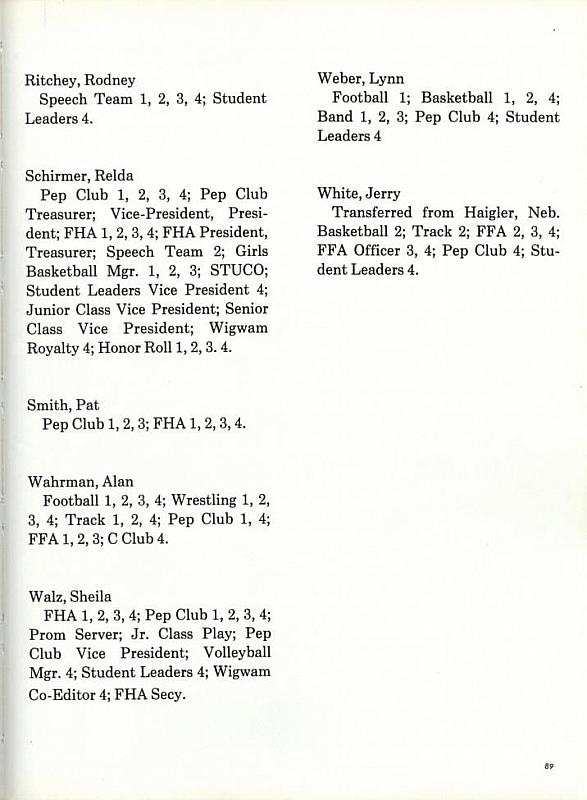 Ritchey, Rodney
Speech Team 1, 2, 3, 4; Student
Leaders 4.
Schirmer, Relda
Pep Club 1, 2, 3, 4; Pep Club
Treasurer; Vice-President, Presi-
dent; FHA 1, 2, 3, 4; FHA President,
Treasurer; Speech Team 2; Girls
Basketball Mgr. 1, 2, 3; STUCO;
Student Leaders Vice President 4;
Junior Class Vice President; Senior
Class Vice President; Wigwam
Royalty 4; Honor Roll 1, 2, 3. 4.
Smith, Pat
Pep Club 1, 2, 3; FHA 1, 2, 3, 4.
Wahrman, Alan
Football 1, 2, 3, 4; Wrestling 1, 2,
3, 4; Track 1, 2, 4; Pep Club 1, 4;
FFA 1, 2, 3; C Club 4.
Walz, Sheila
FHA 1, 2, 3, 4; Pep Club 1, 2, 3, 4;
Prom Server; Jr. Class Play; Pep
Club Vice President; Volleyball
Mgr. 4; Student Leaders 4; Wigwam
Co-Editor 4; FHA Secy.
Weber, Lynn
Football 1; Basketball 1, 2, 4;
Band 1, 2, 3; Pep Club 4; Student
Leaders 4
White, Jerry
Transferred from Haigler, Neb.
Basketball 2; Track 2; FFA 2, 3, 4;
FFA Officer 3, 4; Pep Club 4; Stu-
dent Leaders 4.
89